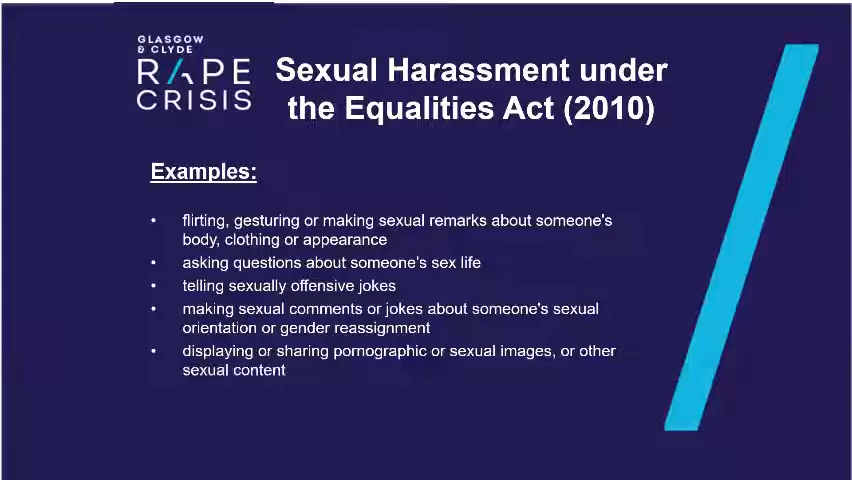 GLASGOW
& CLYDE
RAPE
CRISIS
Sexual Harassment under
the Equalities Act (2010)
Examples:
• flirting, gesturing or making sexual remarks about someone's
body, clothing or appearance
• asking questions about someone's sex life
• telling sexually offensive jokes
• making sexual comments or jokes about someone's sexual
orientation or gender reassignment
• displaying or sharing pornographic or sexual images, or other
sexual content